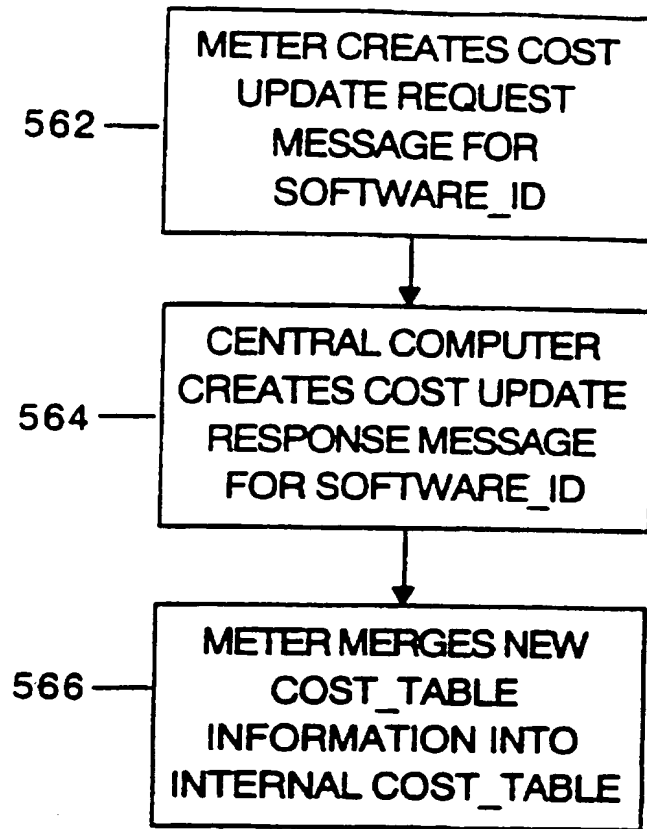 562
METER CREATES COST
UPDATE REQUEST
MESSAGE FOR
SOFTWARE_ID
564
CENTRAL COMPUTER
CREATES COST UPDATE
RESPONSE MESSAGE
FOR SOFTWARE_ID
566
METER MERGES NEW
COST_TABLE
INFORMATION INTO
INTERNAL COST_TABLE